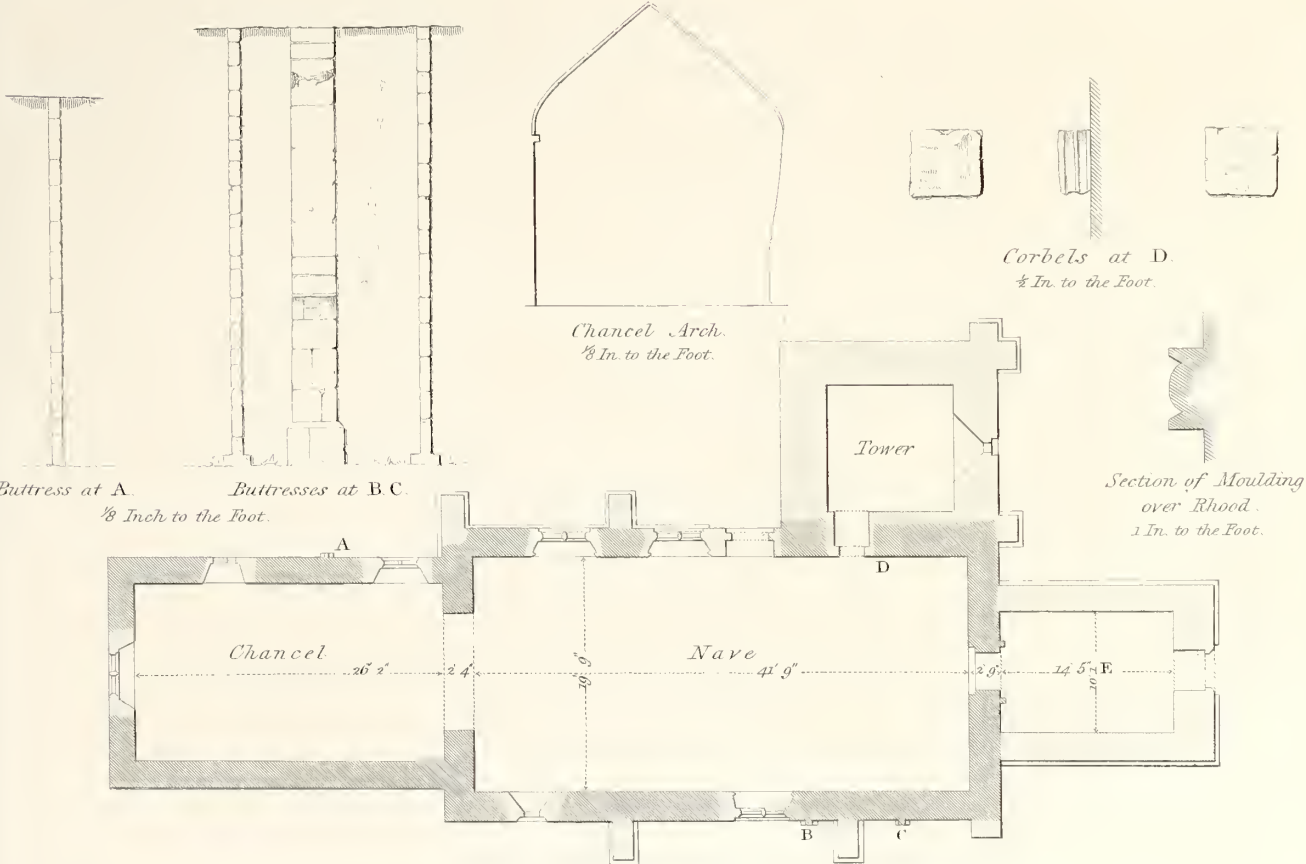 Corbels at D.
½ In. to the Foot.
Chancel Arch.
⅛ In. to the Foot.
Tower
Section of Moulding
over Rhood.
1 In. to the Foot.
Buttress at A.
Buttresses at B. C.
⅛ Inch to the Foot.
A
D
Chancel
26' 2"
2' 4"
Nave
19' 9"
41' 9"
2' 9"
14' 5"
E
B
C